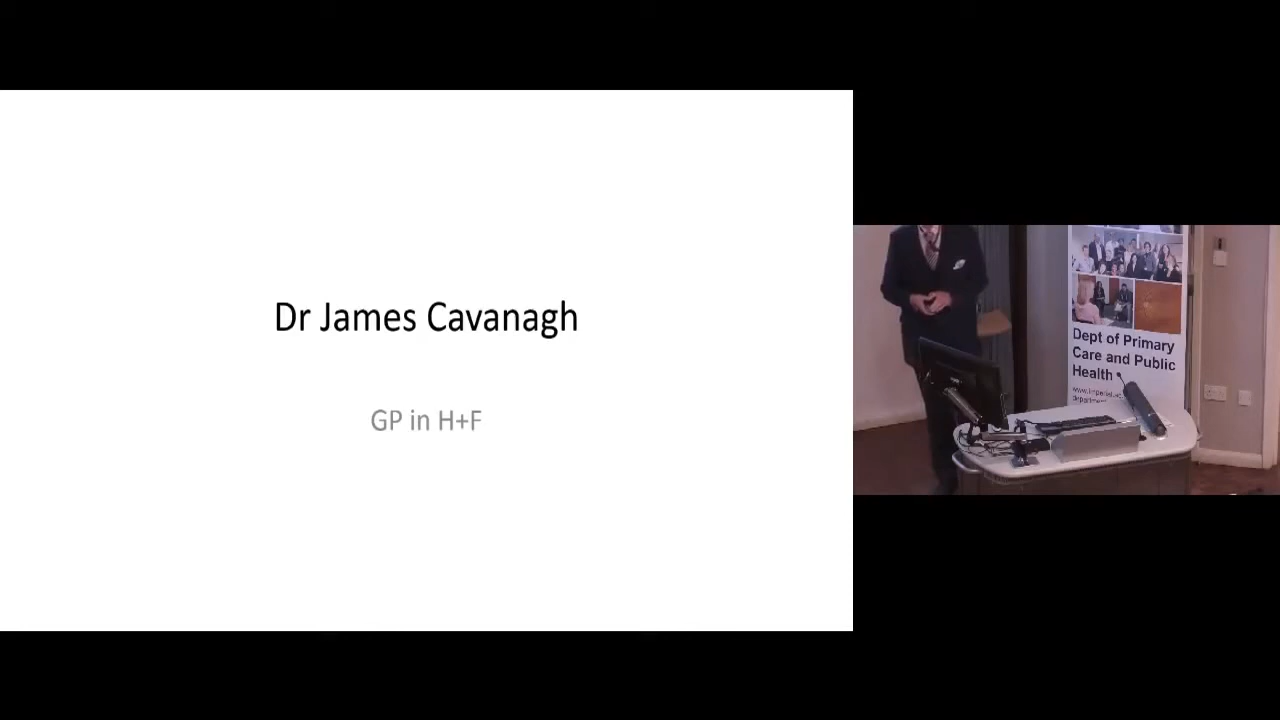 Dr James Cavanagh
GP in H+F
Dept of Primary
Care and Public
Health